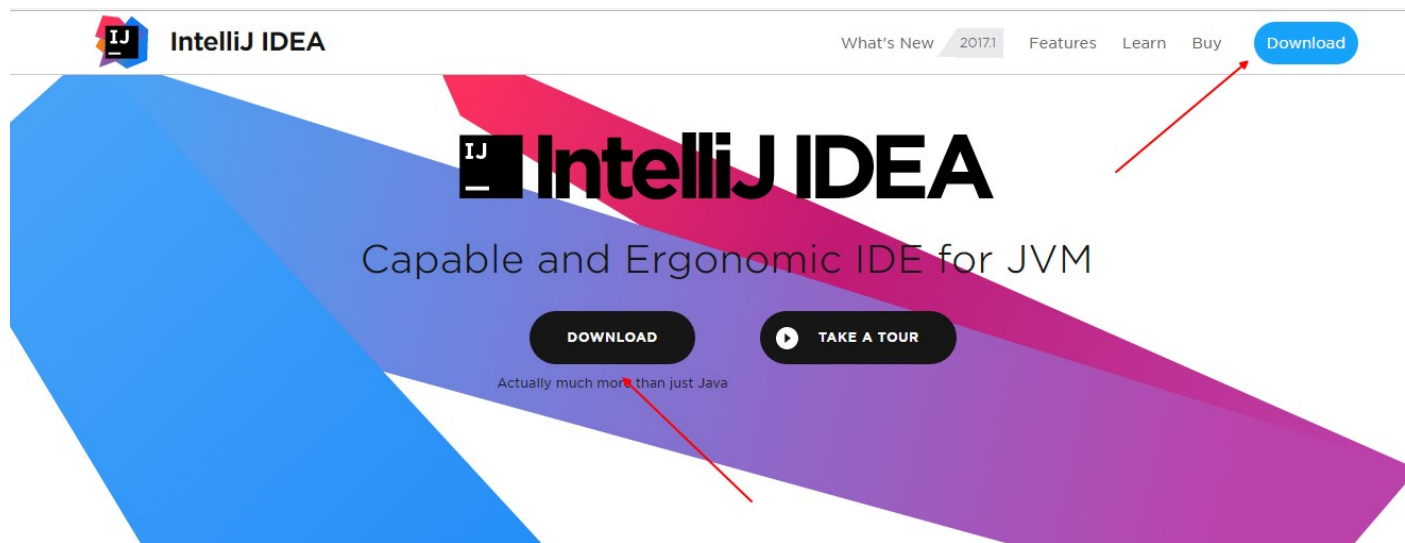 IJ IntelliJ IDEA What's New 2017.1 Features Learn Buy Download
IJ IntelliJ IDEA
Capable and Ergonomic IDE for JVM
DOWNLOAD TAKE A TOUR
Actually much more than just Java